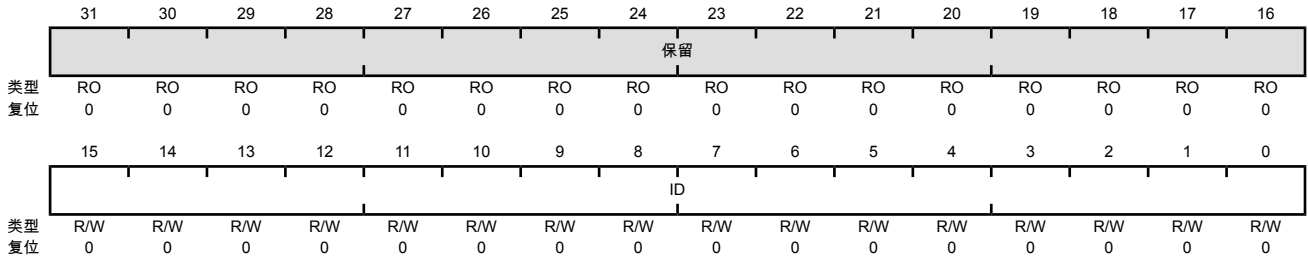 31 30 29 28 27 26 25 24 23 22 21 20 19 18 17 16
保留
类型 RO RO RO RO RO RO RO RO RO RO RO RO RO RO RO RO
复位 0 0 0 0 0 0 0 0 0 0 0 0 0 0 0 0
15 14 13 12 11 10 9 8 7 6 5 4 3 2 1 0
ID
类型 R/W R/W R/W R/W R/W R/W R/W R/W R/W R/W R/W R/W R/W R/W R/W R/W
复位 0 0 0 0 0 0 0 0 0 0 0 0 0 0 0 0